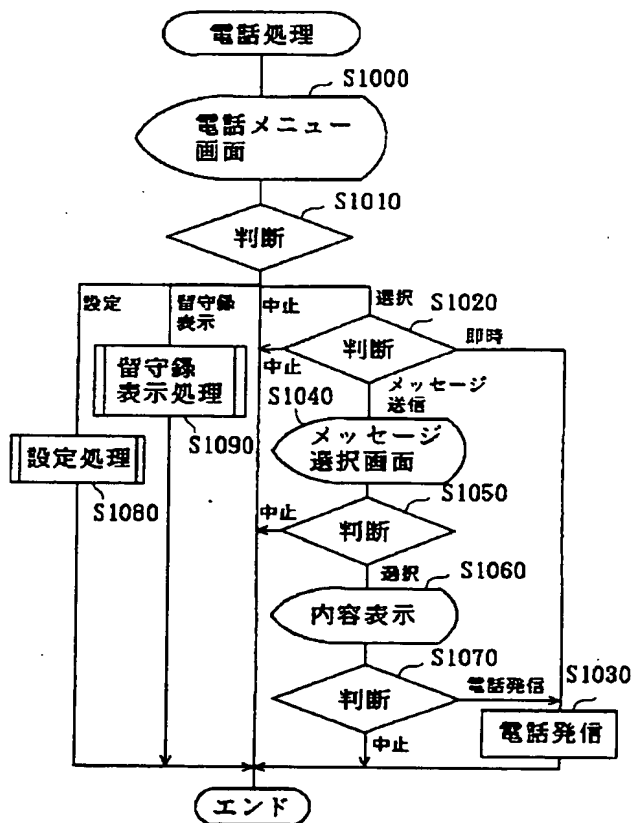 電話処理
S1000
電話メニュー
画面
S1010
判断
設定
留守録
表示
中止
選択
S1020
判断
即時
中止
メッセージ
送信
留守録
表示処理
S1090
S1040
メッセージ
選択画面
設定処理
S1080
S1050
中止
判断
選択
S1060
内容表示
S1070
判断
電話発信
S1030
電話発信
中止
エンド